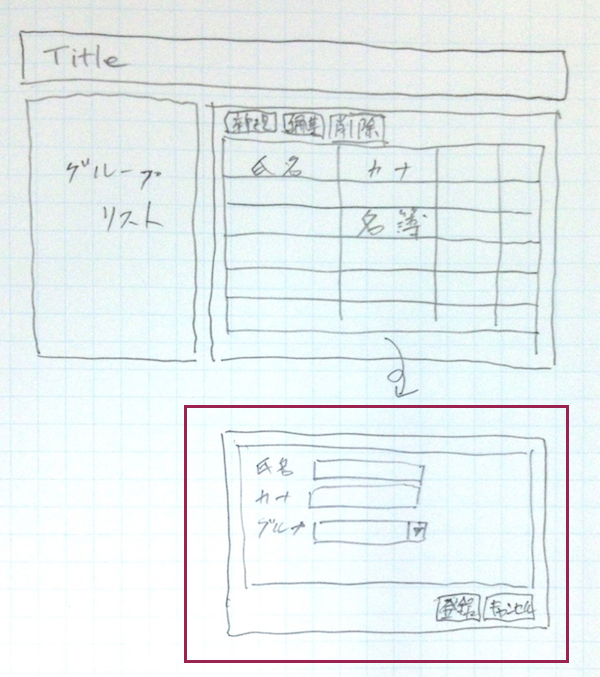 Title
グループ
リスト
新規 編集 削除
氏名 カナ
名簿
氏名
カナ
グループ
登録 キャンセル